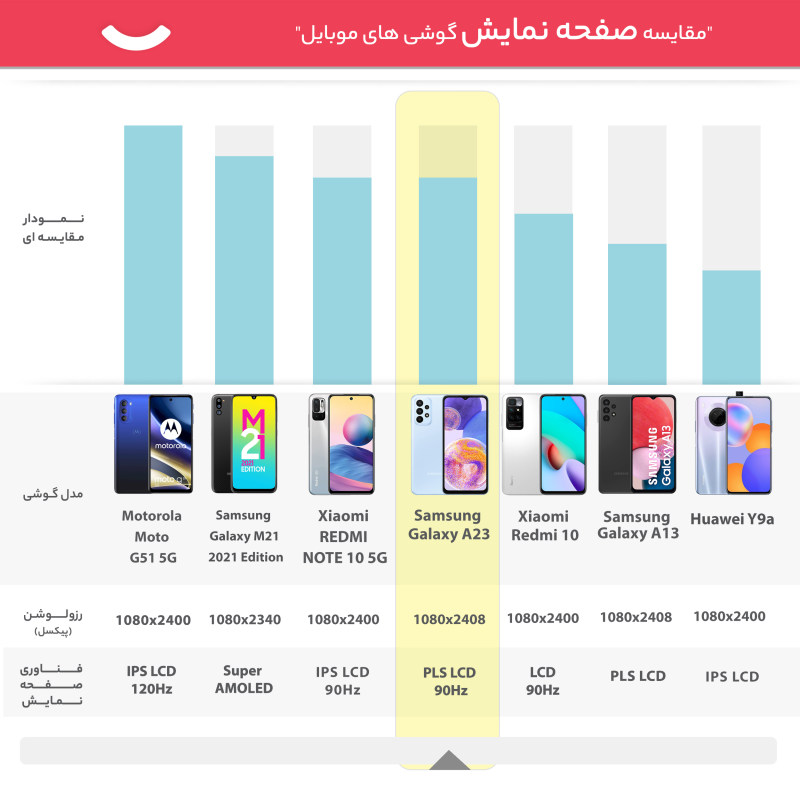 "مقایسه صفحه نمایش گوشی های موبایل"
نمودار
مقایسه ای
مدل گوشی
motorola
moto g
M
21
2021
EDITION
SAMSUNG
Galaxy A13
Motorola
Moto
G51 5G
Samsung
Galaxy M21
2021 Edition
Xiaomi
REDMI
NOTE 10 5G
Samsung
Galaxy A23
Xiaomi
Redmi 10
Samsung
Galaxy A13
Huawei Y9a
رزولوشن
(پیکسل)
1080x2400
1080x2340
1080x2400
1080x2408
1080x2400
1080x2408
1080x2400
فناوری
صفحه
نمایش
IPS LCD
120Hz
Super
AMOLED
IPS LCD
90Hz
PLS LCD
90Hz
LCD
90Hz
PLS LCD
IPS LCD